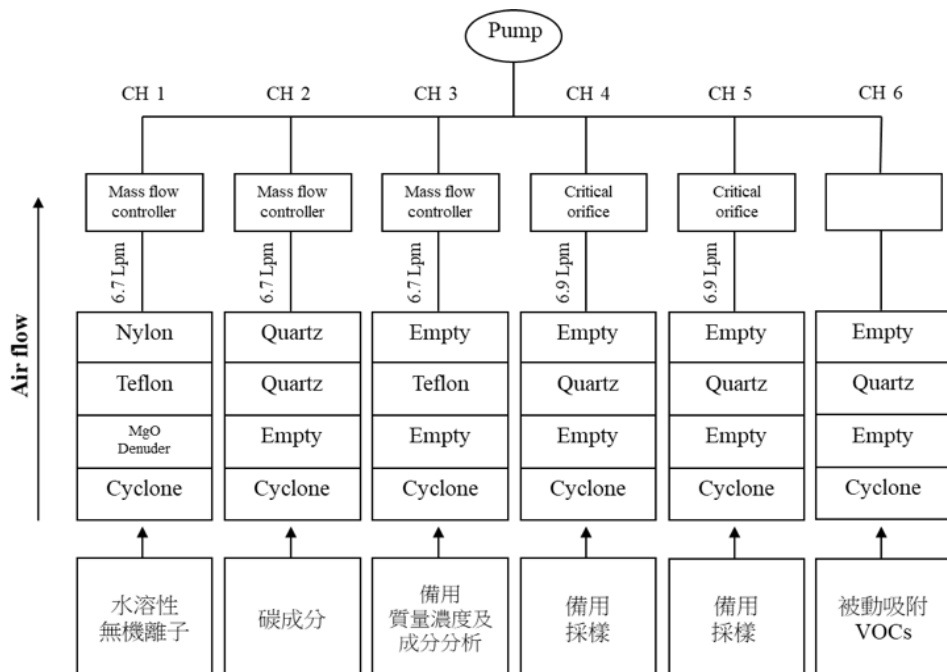 Pump
CH 1
CH 2
CH 3
CH 4
CH 5
CH 6
Mass flow
controller
Mass flow
controller
Mass flow
controller
Critical
orifice
Critical
orifice
6.7 Lpm
6.7 Lpm
6.7 Lpm
6.9 Lpm
6.9 Lpm
Air flow
Nylon
Quartz
Empty
Empty
Empty
Empty
Teflon
Quartz
Teflon
Quartz
Quartz
Quartz
MgO
Denuder
Empty
Empty
Empty
Empty
Empty
Cyclone
Cyclone
Cyclone
Cyclone
Cyclone
Cyclone
水溶性
無機離子
碳成分
備用
質量濃度及
成分分析
備用
採樣
備用
採樣
被動吸附
VOCs